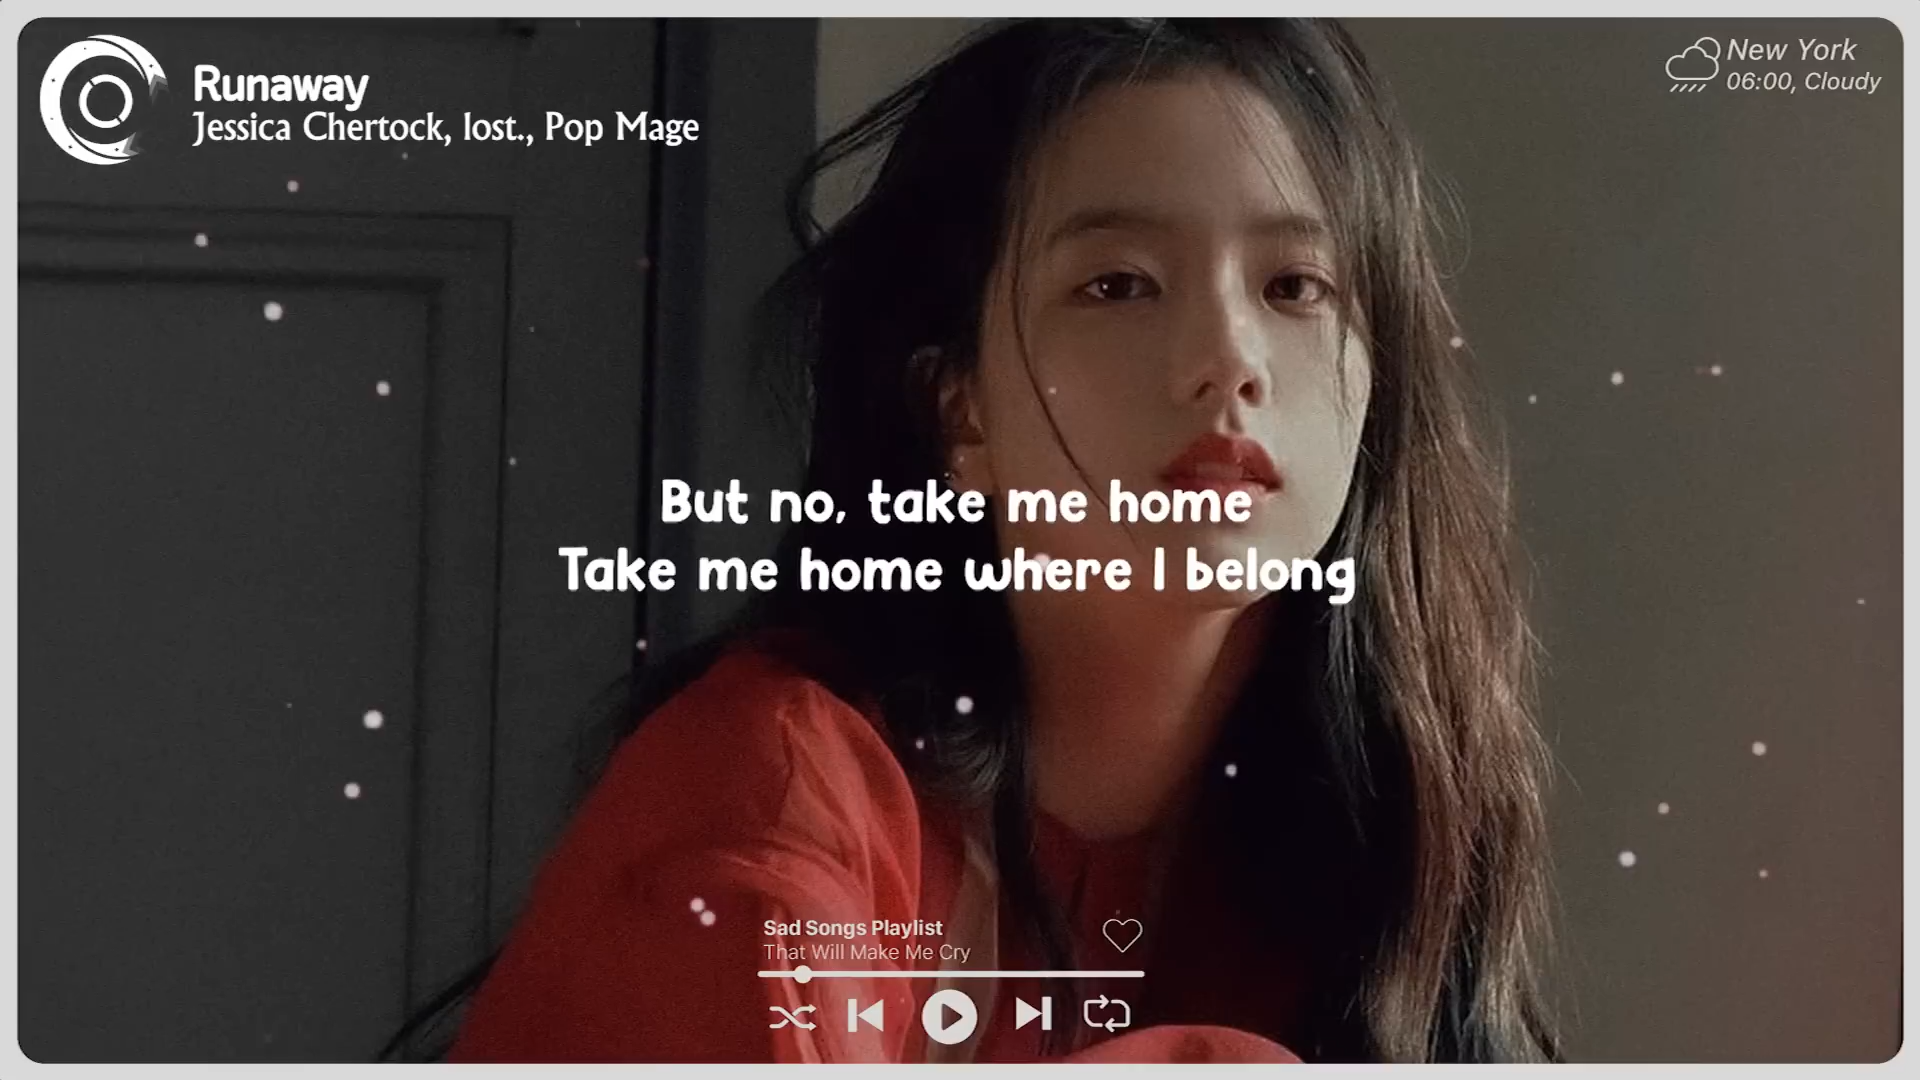 Runaway
Jessica Chertock, lost., Pop Mage
New York
06:00, Cloudy
But no, take me home
Take me home where I belong
Sad Songs Playlist
That Will Make Me Cry